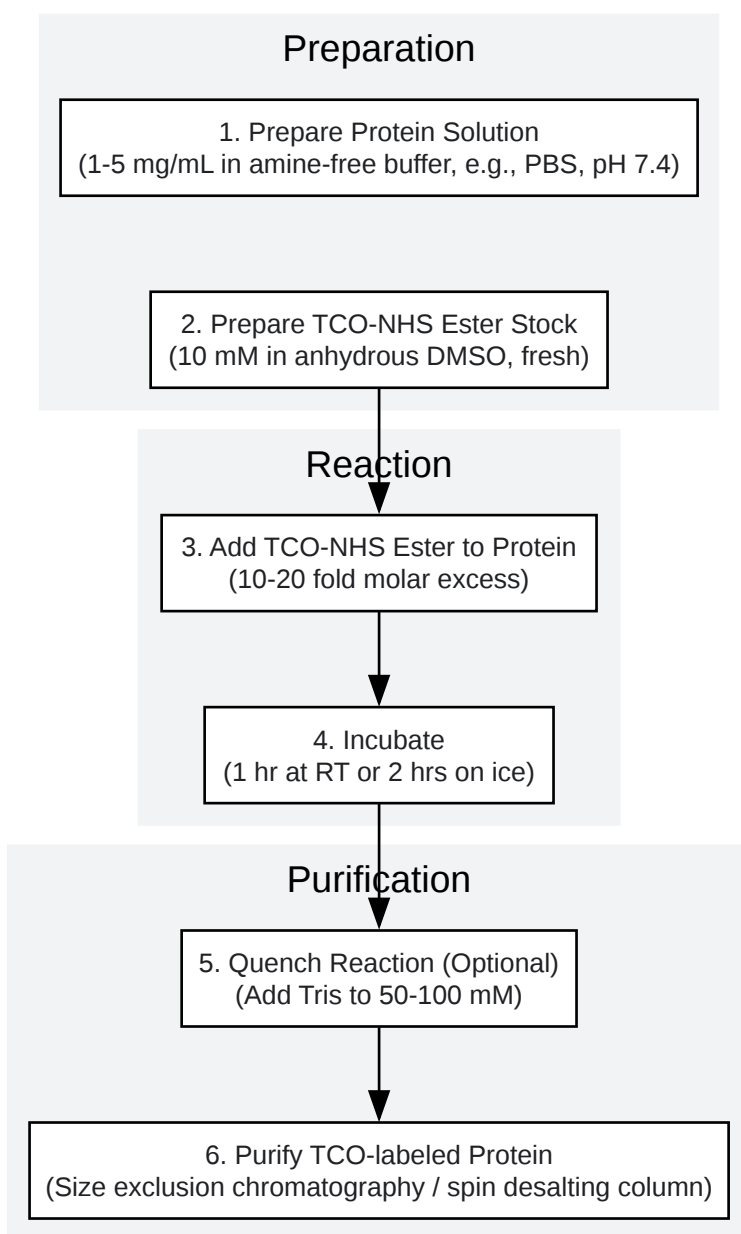 Preparation
1. Prepare Protein Solution
(1-5 mg/mL in amine-free buffer, e.g., PBS, pH 7.4)
2. Prepare TCO-NHS Ester Stock
(10 mM in anhydrous DMSO, fresh)
Reaction
3. Add TCO-NHS Ester to Protein
(10-20 fold molar excess)
4. Incubate
(1 hr at RT or 2 hrs on ice)
Purification
5. Quench Reaction (Optional)
(Add Tris to 50-100 mM)
6. Purify TCO-labeled Protein
(Size exclusion chromatography / spin desalting column)